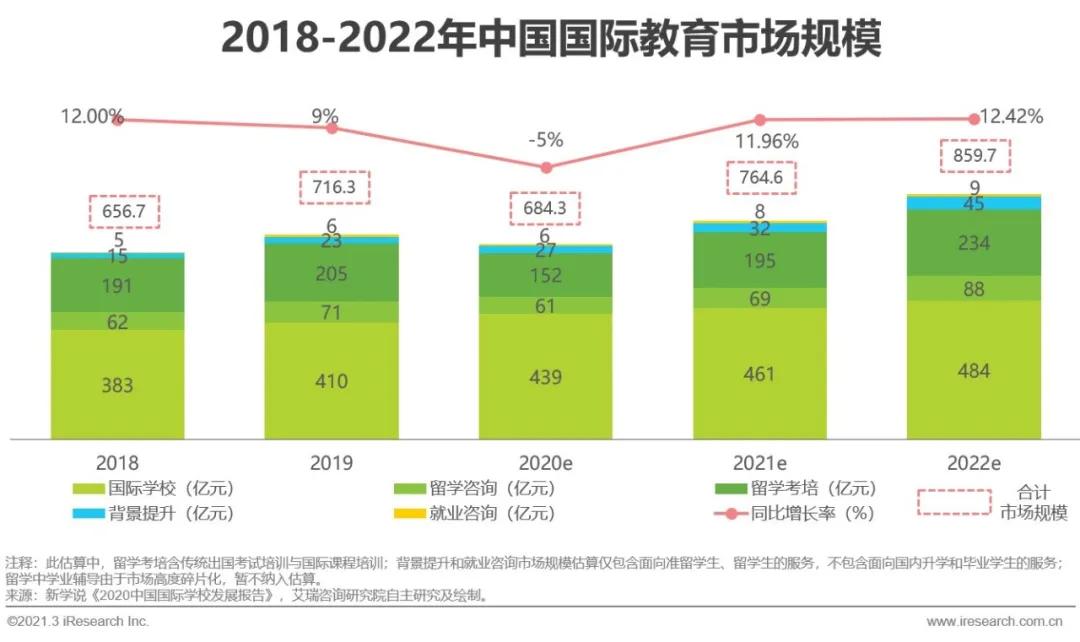 2018-2022年中国国际教育市场规模
12.00%
9%
-5%
11.96%
12.42%
656.7
716.3
684.3
764.6
859.7
5
6
6
8
9
15
23
27
32
45
191
205
152
195
234
62
71
61
69
88
383
410
439
461
484
2018
2019
2020e
2021e
2022e
国际学校（亿元）
留学咨询（亿元）
留学考培（亿元）
合计
市场规模
背景提升（亿元）
就业咨询（亿元）
同比增长率（%）
注释：此估算中，留学考培含传统出国考试培训与国际课程培训；背景提升和就业咨询市场规模估算仅包含面向准留学生、留学生的服务，不包含面向国内升学和毕业学生的服务；
留学中学业辅导由于市场高度碎片化，暂不纳入估算。
来源：新学说《2020中国国际学校发展报告》，艾瑞咨询研究院自主研究及绘制。
©2021.3 iResearch Inc.
www.iresearch.com.cn